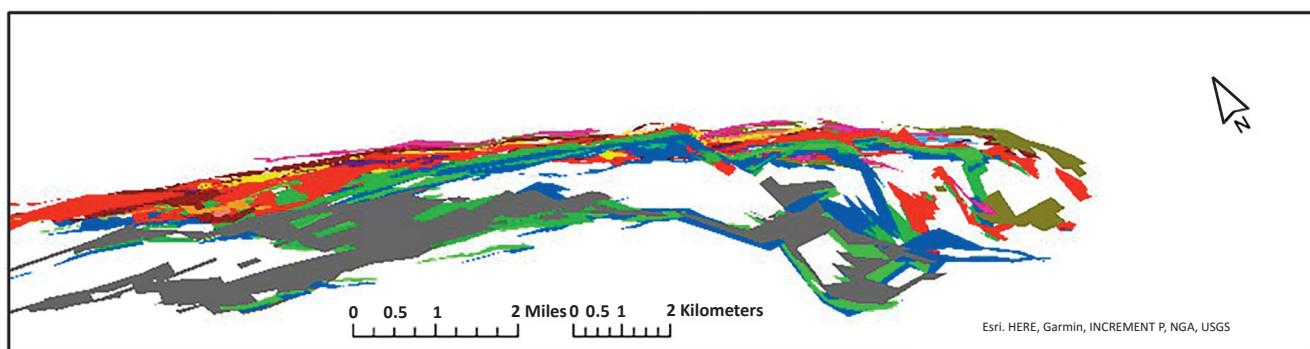 N
0 0.5 1 2 Miles 0 0.5 1 2 Kilometers
Esri. HERE, Garmin, INCREMENT P, NGA, USGS